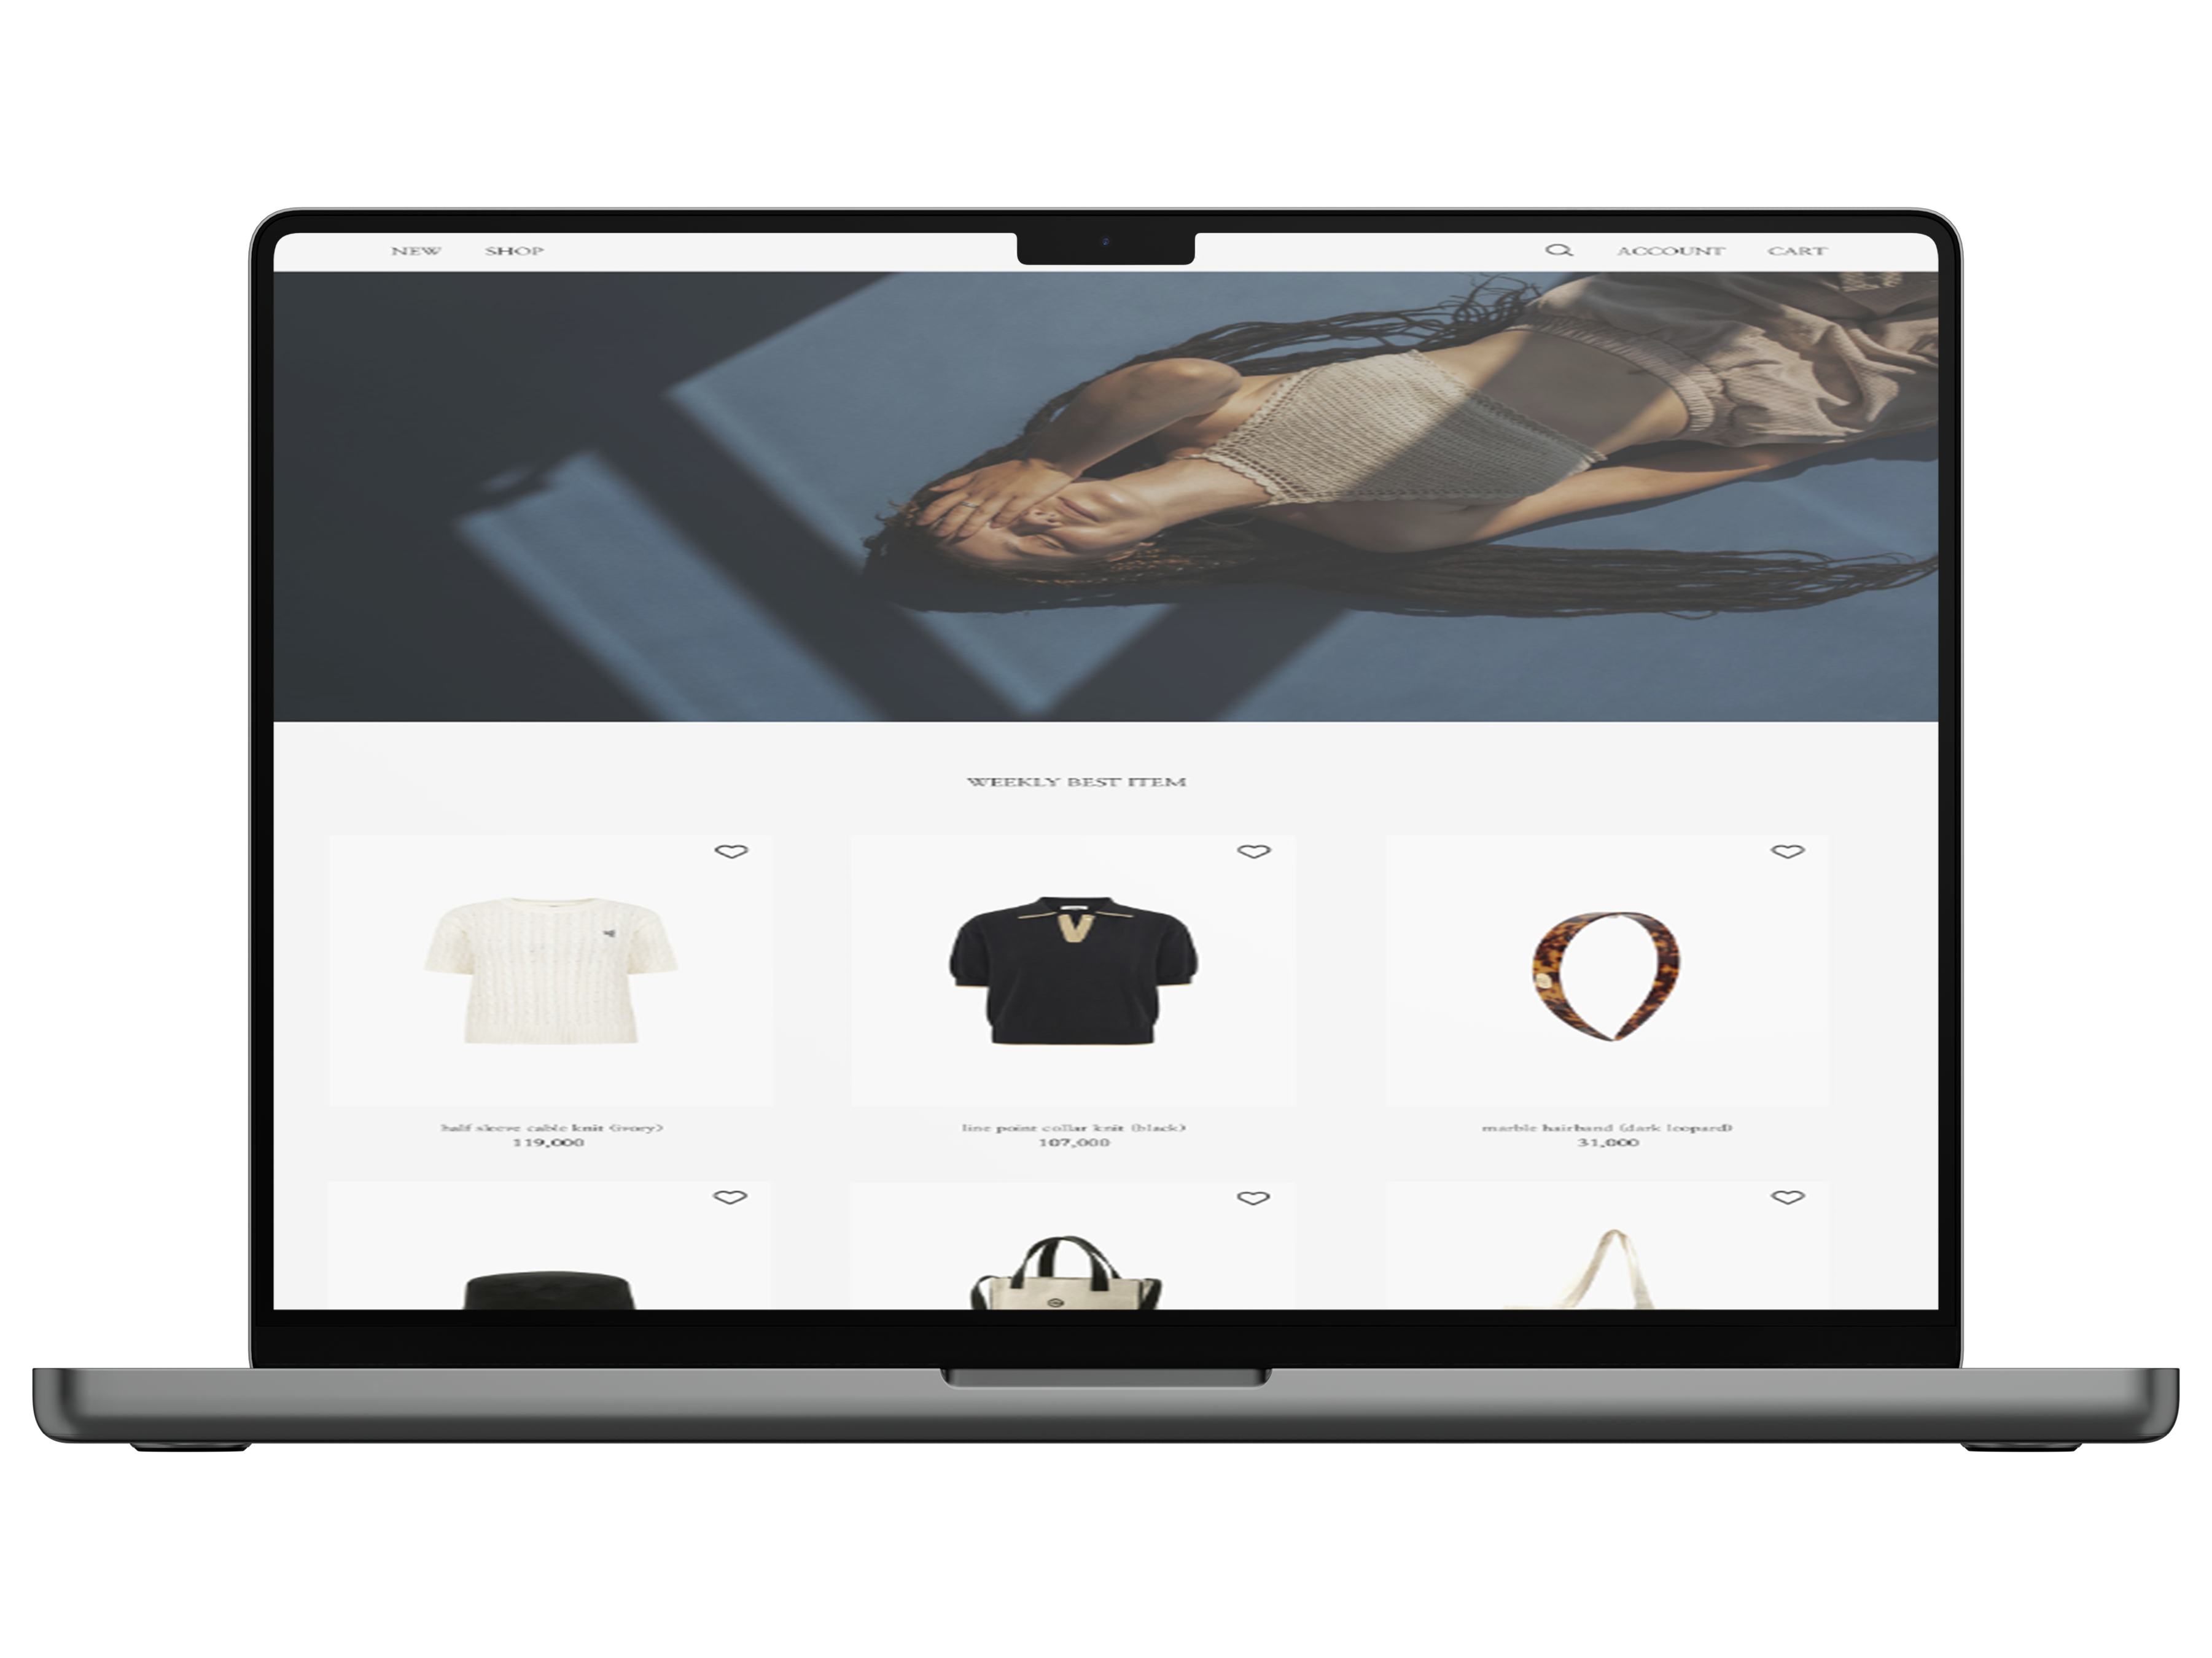 NEW SHOP ACCOUNT CART
WEEKLY BEST ITEM
half sleeve cable knit (ivory)
119,000
line point collar knit (black)
107,000
marble hairband (dark leopard)
31,000